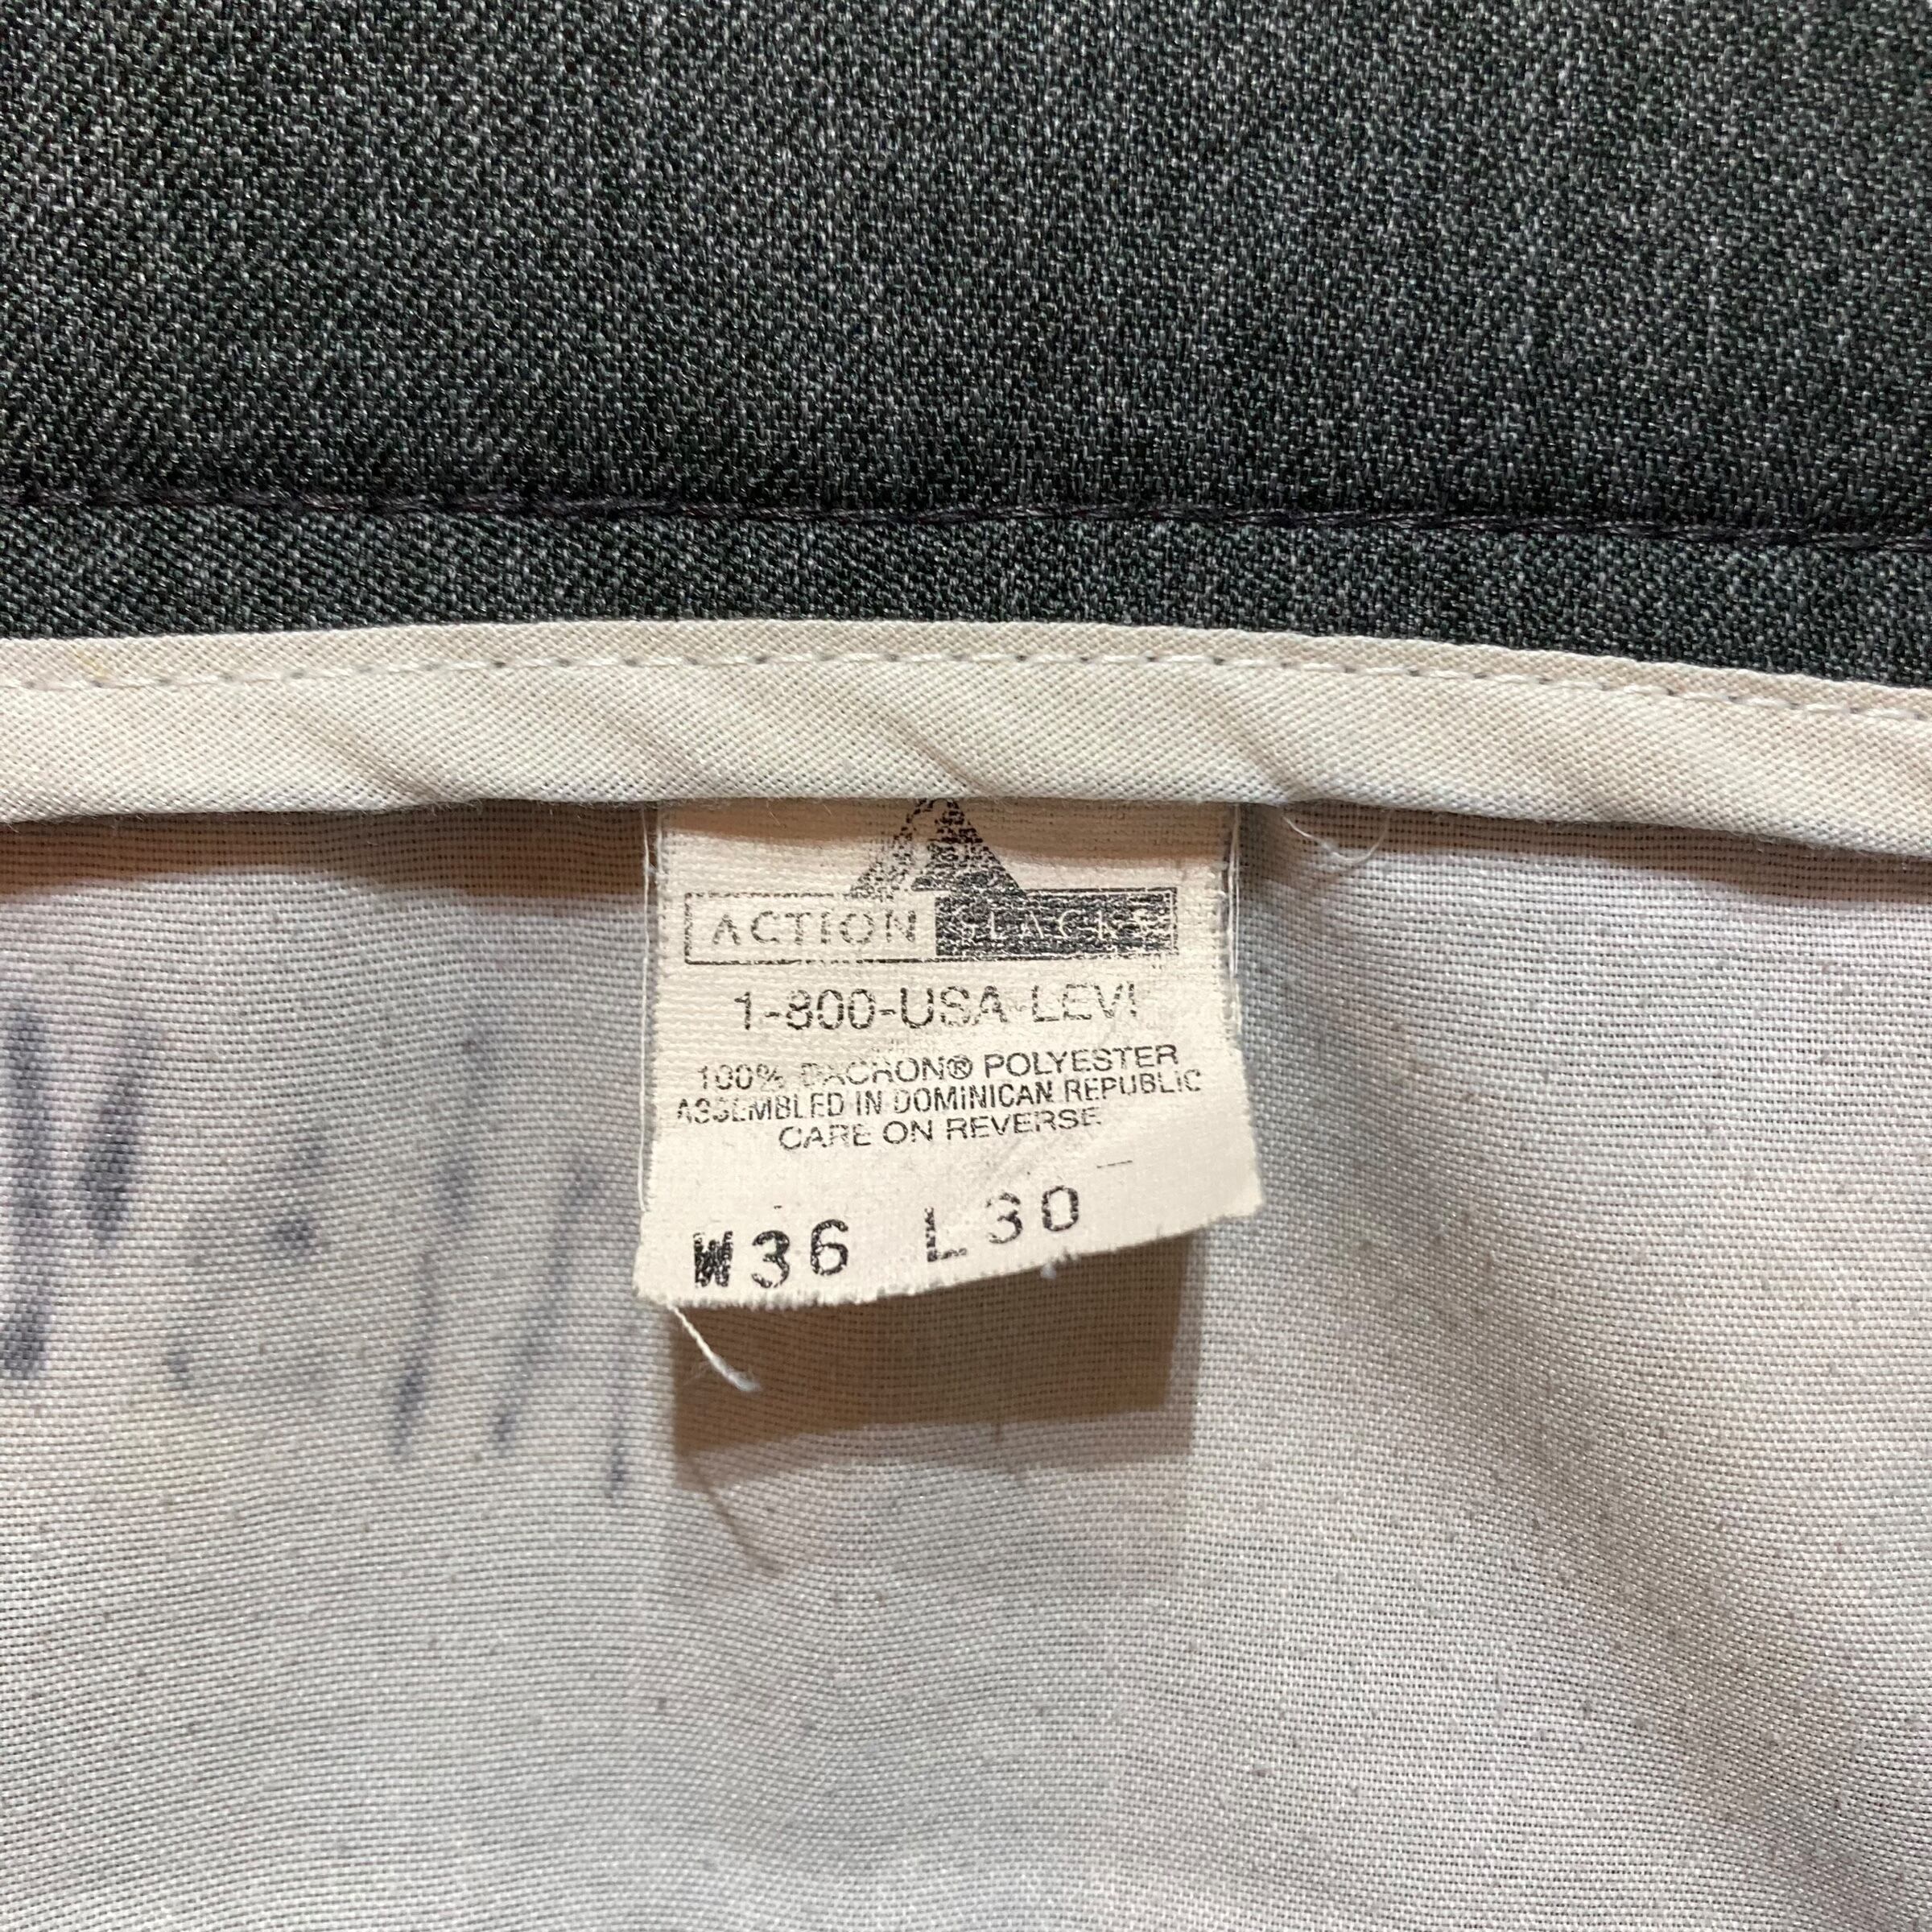 ACTION SLACKS
1-800-USA-LEVI
100% DACRON® POLYESTER
ASSEMBLED IN DOMINICAN REPUBLIC
CARE ON REVERSE
W36 L30